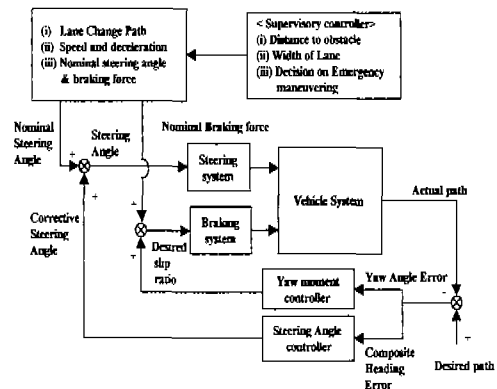 (i) Lane Change Path
(ii) Speed and deceleration
(iii) Nominal steering angle
& braking force
< Supervisory controller>
(i) Distance to obstacle
(ii) Width of Lane
(iii) Decision on Emergency
maneuvering
Nominal
Steering
Angle
Steering
Angle
Nominal Braking force
Steering
system
Vehicle System
Actual path
Corrective
Steering
Angle
Braking
system
Desired
slip
ratio
Yaw moment
controller
Yaw Angle Error
Steering Angle
controller
Composite
Heading
Error
Desired path